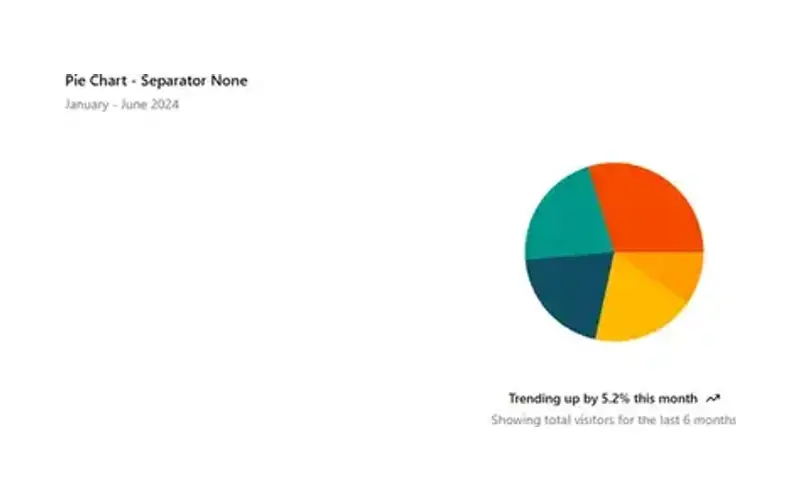 Pie Chart - Separator None
January - June 2024
Trending up by 5.2% this month
Showing total visitors for the last 6 months